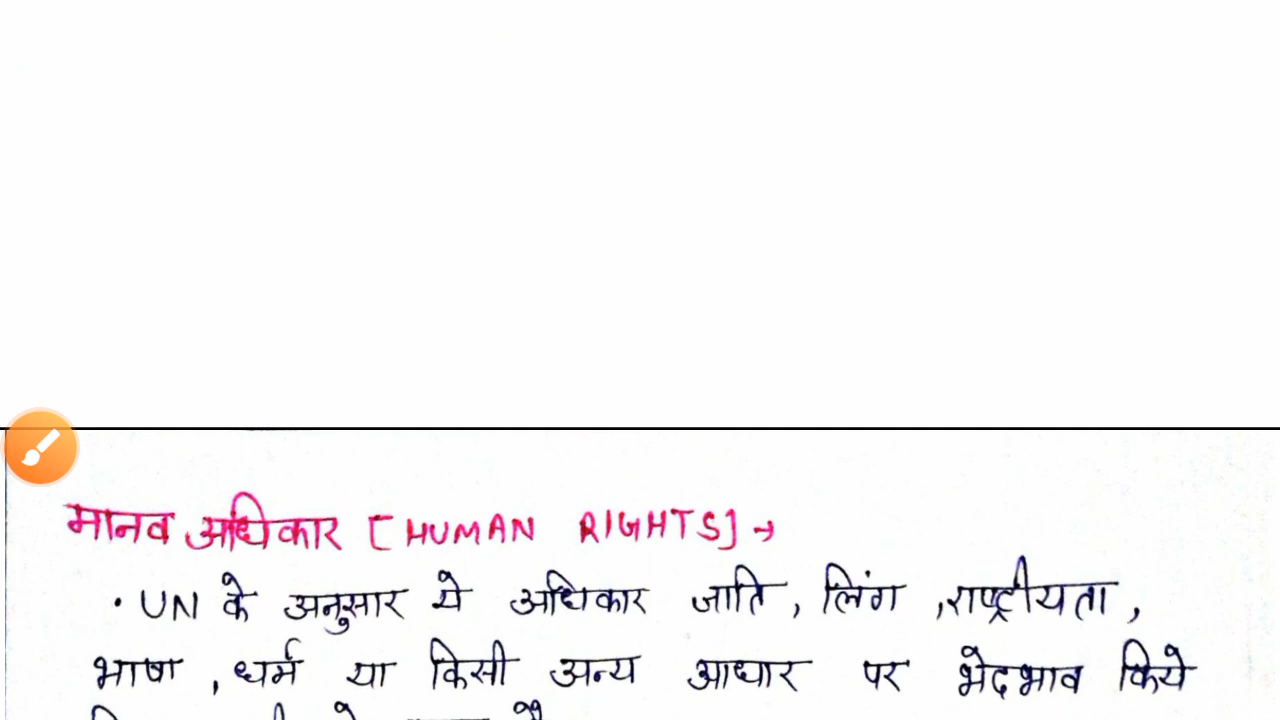 मानव अधिकार [HUMAN RIGHTS] →
• UN के अनुसार ये अधिकार जाति, लिंग, राष्ट्रीयता,
भाषा, धर्म या किसी अन्य आधार पर भेदभाव किये